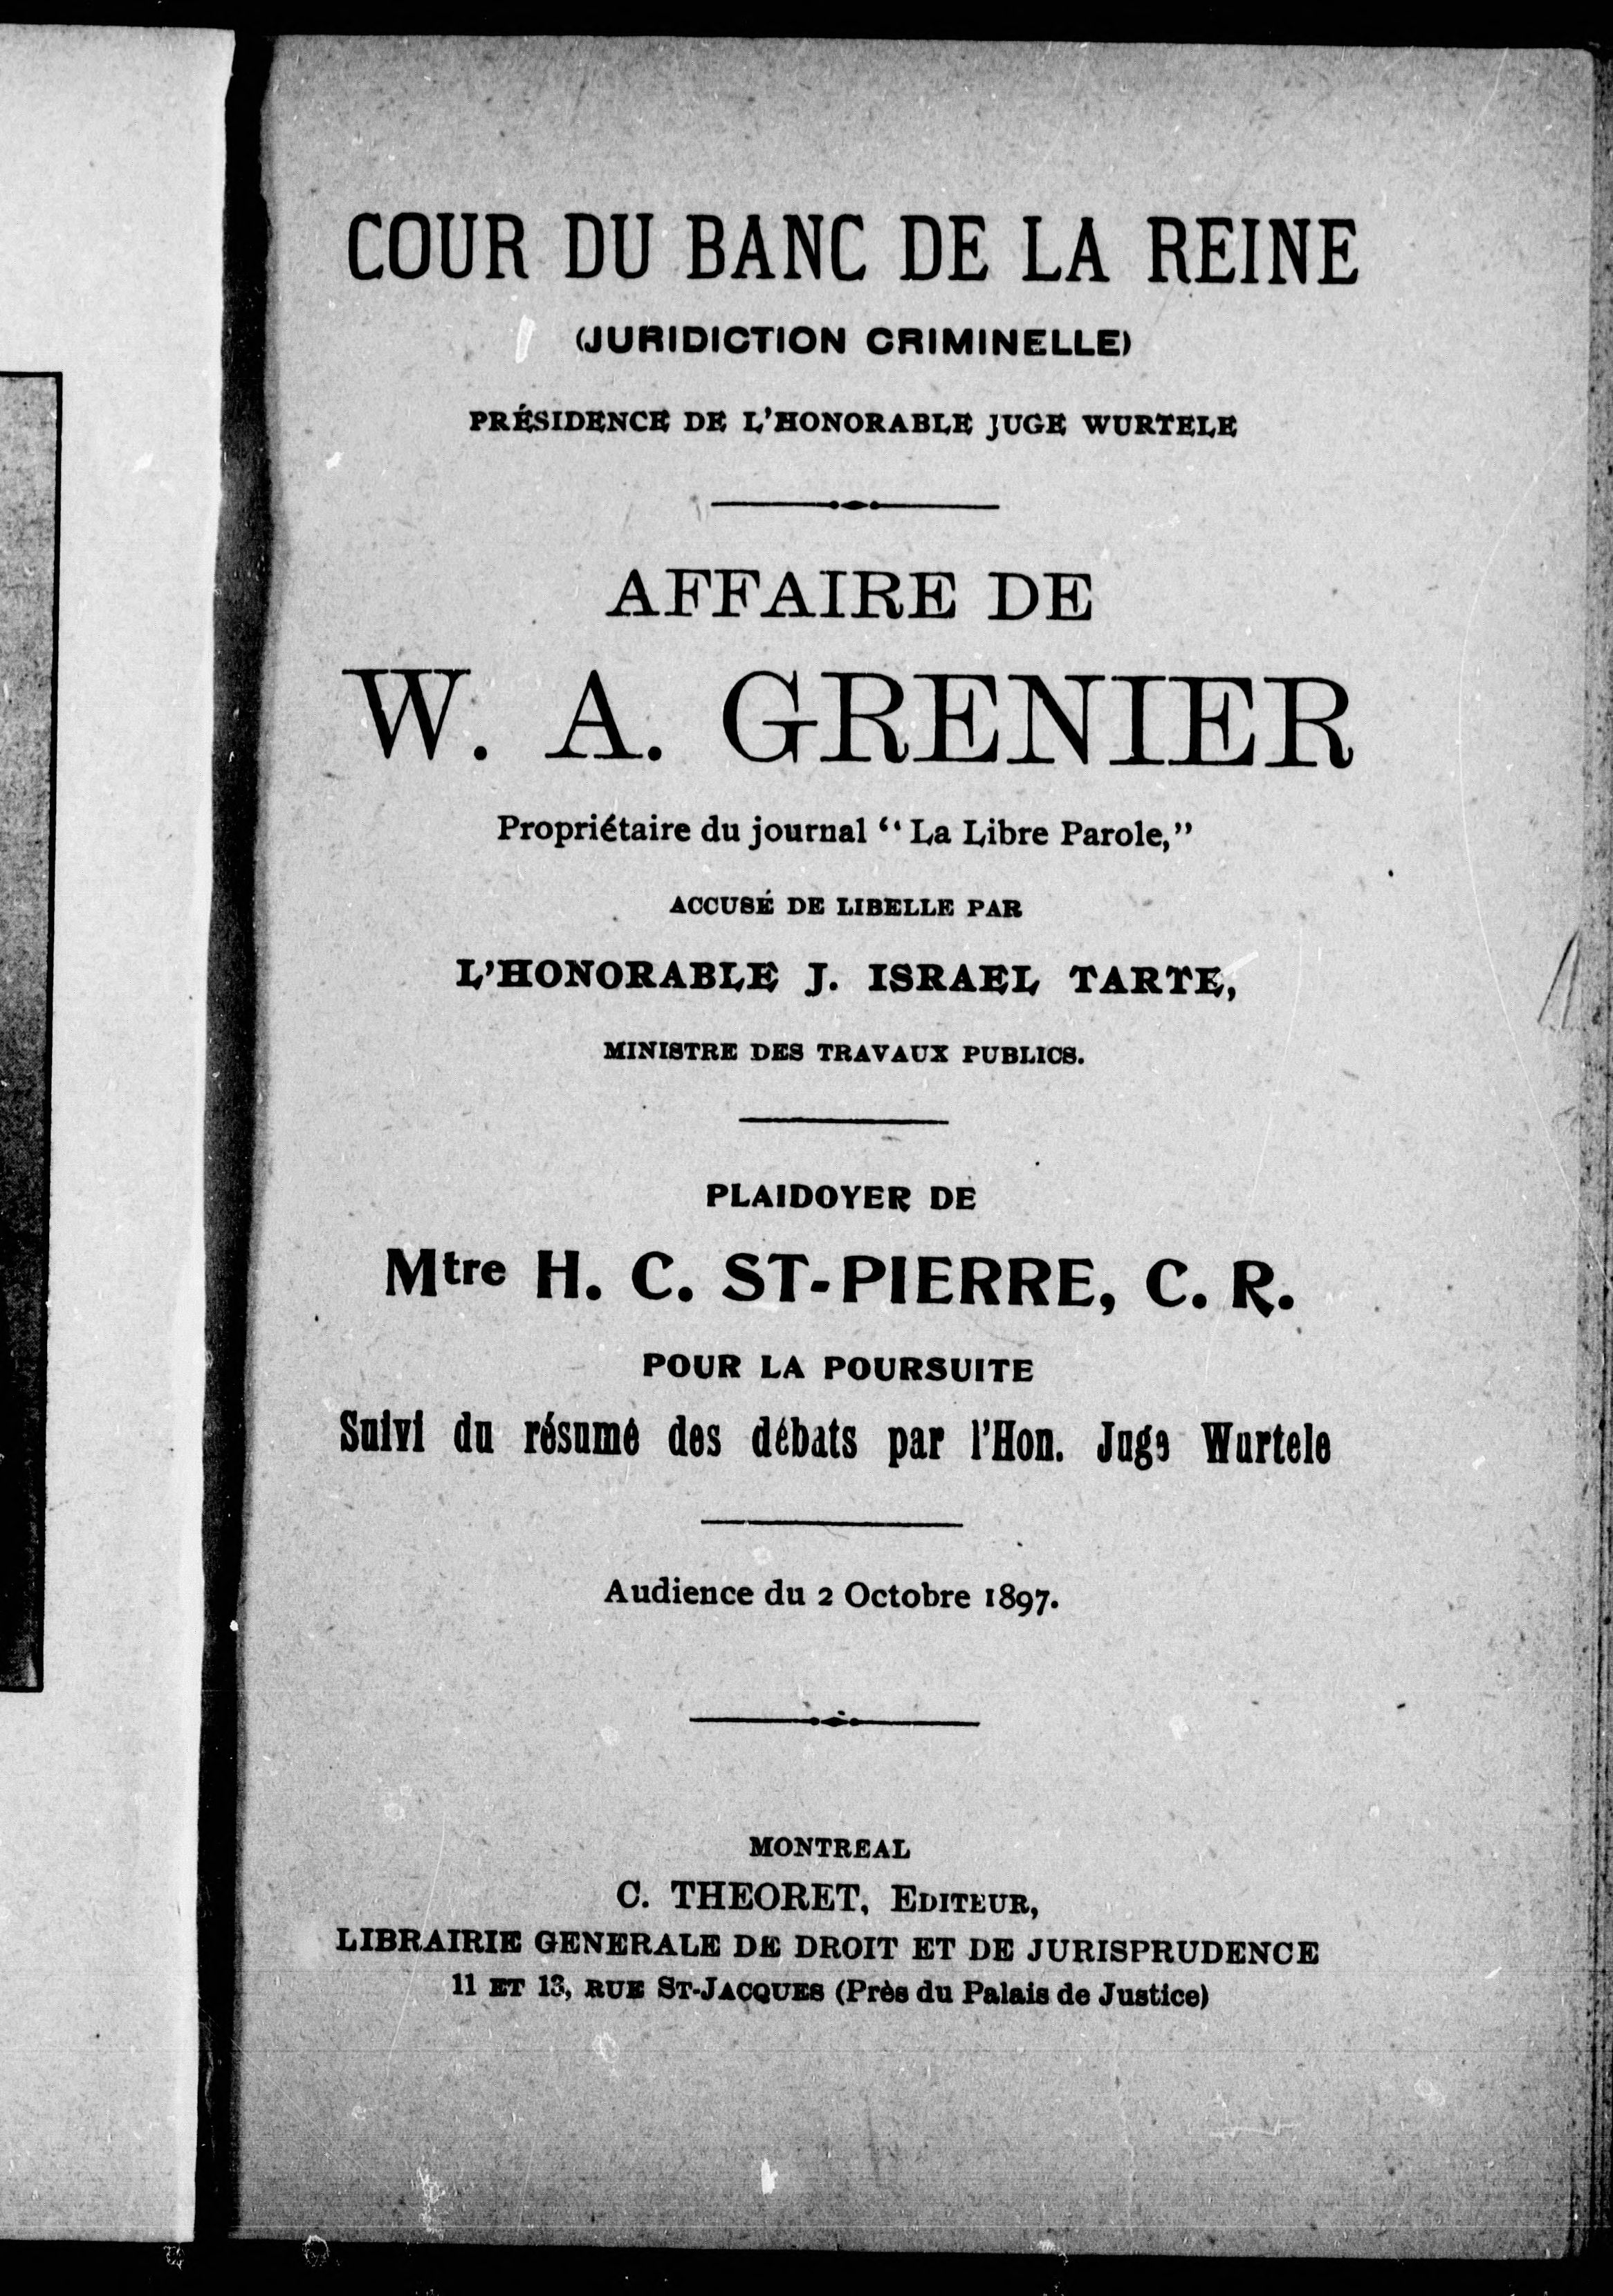 COUR DU BANC DE LA REINE
(JURIDICTION CRIMINELLE)
PRÉSIDENCE DE L'HONORABLE JUGE WURTELE
AFFAIRE DE
W. A. GRENIER
Propriétaire du journal “La Libre Parole,”
ACCUSÉ DE LIBELLE PAR
L'HONORABLE J. ISRAEL TARTE,
MINISTRE DES TRAVAUX PUBLICS.
PLAIDOYER DE
Mtre H. C. ST-PIERRE, C. R.
POUR LA POURSUITE
Suivi du résumé des débats par l'Hon. Juge Wurtele
Audience du 2 Octobre 1897.
MONTREAL
C. THEORET, EDITEUR,
LIBRAIRIE GENERALE DE DROIT ET DE JURISPRUDENCE
11 ET 13, RUE ST-JACQUES (Près du Palais de Justice)